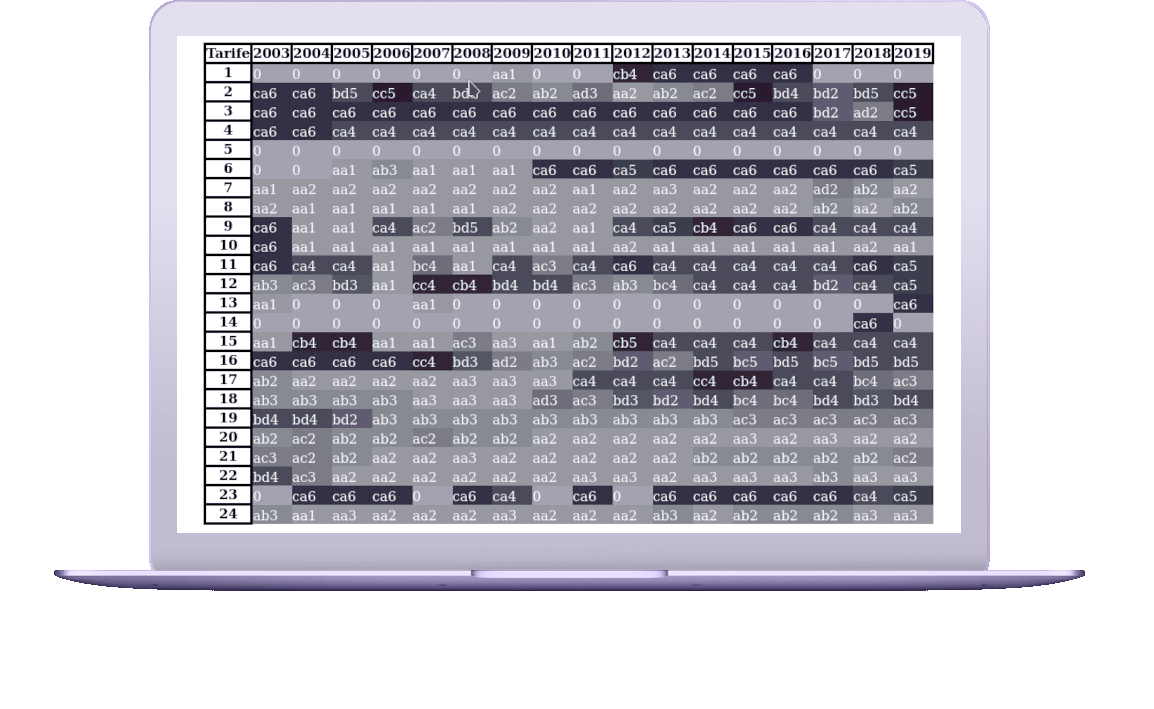 Tarife 2003 2004 2005 2006 2007 2008 2009 2010 2011 2012 2013 2014 2015 2016 2017 2018 2019
1 0 0 0 0 0 0 aa1 0 0 cb4 ca6 ca6 ca6 ca6 0 0 0
2 ca6 ca6 bd5 cc5 ca4 ac2 ab2 ad3 aa2 ab2 ac2 cc5 bd4 bd2 bd5 cc5
3 ca6 ca6 ca6 ca6 ca6 ca6 ca6 ca6 ca6 ca6 ca6 ca6 ca6 ca6 bd2 ad2 cc5
4 ca6 ca6 ca4 ca4 ca4 ca4 ca4 ca4 ca4 ca4 ca4 ca4 ca4 ca4 ca4 ca4 ca4
5 0 0 0 0 0 0 0 0 0 0 0 0 0 0 0 0 0
6 0 0 aa1 ab3 aa1 aa1 aa1 ca6 ca6 ca5 ca6 ca6 ca6 ca6 ca6 ca6 ca5
7 aa1 aa2 aa2 aa2 aa2 aa2 aa2 aa2 aa1 aa2 aa3 aa2 aa2 aa2 ad2 ab2 aa2
8 aa2 aa1 aa1 aa1 aa1 aa1 aa2 aa2 aa2 aa1 aa2 aa2 aa2 aa2 ab2 aa2 ab2
9 ca6 aa1 aa1 ca4 ac2 bd5 ab2 aa2 aa1 ca4 ca5 cb4 ca6 ca6 ca4 ca4 ca4
10 ca6 aa1 aa1 aa1 aa1 aa1 aa1 aa1 aa1 aa2 aa1 aa1 aa1 aa1 aa1 aa2 aa1
11 ca6 ca4 ca4 aa1 bc4 aa1 ca4 ac3 ca4 ca6 ca4 ca4 ca4 ca4 ca4 ca6 ca5
12 ab3 ac3 bd3 aa1 cc4 cb4 bd4 bd4 ac3 ab3 bc4 ca4 ca4 ca4 bd2 ca4 ca5
13 aa1 0 0 0 aa1 0 0 0 0 0 0 0 0 0 0 0 ca6
14 0 0 0 0 0 0 0 0 0 0 0 0 0 0 0 ca6 0
15 aa1 cb4 cb4 aa1 aa1 ac3 aa3 aa1 ab2 cb5 ca4 ca4 ca4 cb4 ca4 ca4 ca4
16 ca6 ca6 ca6 ca6 cc4 bd3 ad2 ab3 ac2 bd2 ac2 bd5 bc5 bd5 bc5 bd5 bd5
17 ab2 aa2 aa2 aa2 aa2 aa3 aa3 aa3 ca4 ca4 ca4 cc4 cb4 ca4 ca4 bc4 ac3
18 ab3 ab3 ab3 ab3 aa3 aa3 aa3 ad3 ac3 bd3 bd2 bd4 bc4 bc4 bd4 bd3 bd4
19 bd4 bd4 bd2 ab3 ab3 ab3 ab3 ab3 ab3 ab3 ab3 ab3 ac3 ac3 ac3 ac3 ac3
20 ab2 ac2 ab2 ab2 ac2 ab2 ab2 aa2 aa2 aa2 aa2 aa2 aa3 aa2 aa3 aa2 aa2
21 ac3 ac2 ab2 aa2 aa2 aa3 aa2 aa2 aa2 aa2 aa2 ab2 ab2 ab2 ab2 ab2 ac2
22 bd4 ac3 aa2 aa2 aa2 aa2 aa2 aa2 aa3 aa3 aa2 aa3 aa3 aa3 ab3 aa3 aa3
23 0 ca6 ca6 ca6 0 ca6 ca4 0 ca6 0 ca6 ca6 ca6 ca6 ca6 ca4 ca5
24 ab3 aa1 aa3 aa2 aa2 aa2 aa3 aa2 aa2 aa2 ab3 aa2 ab2 ab2 ab2 aa3 aa3